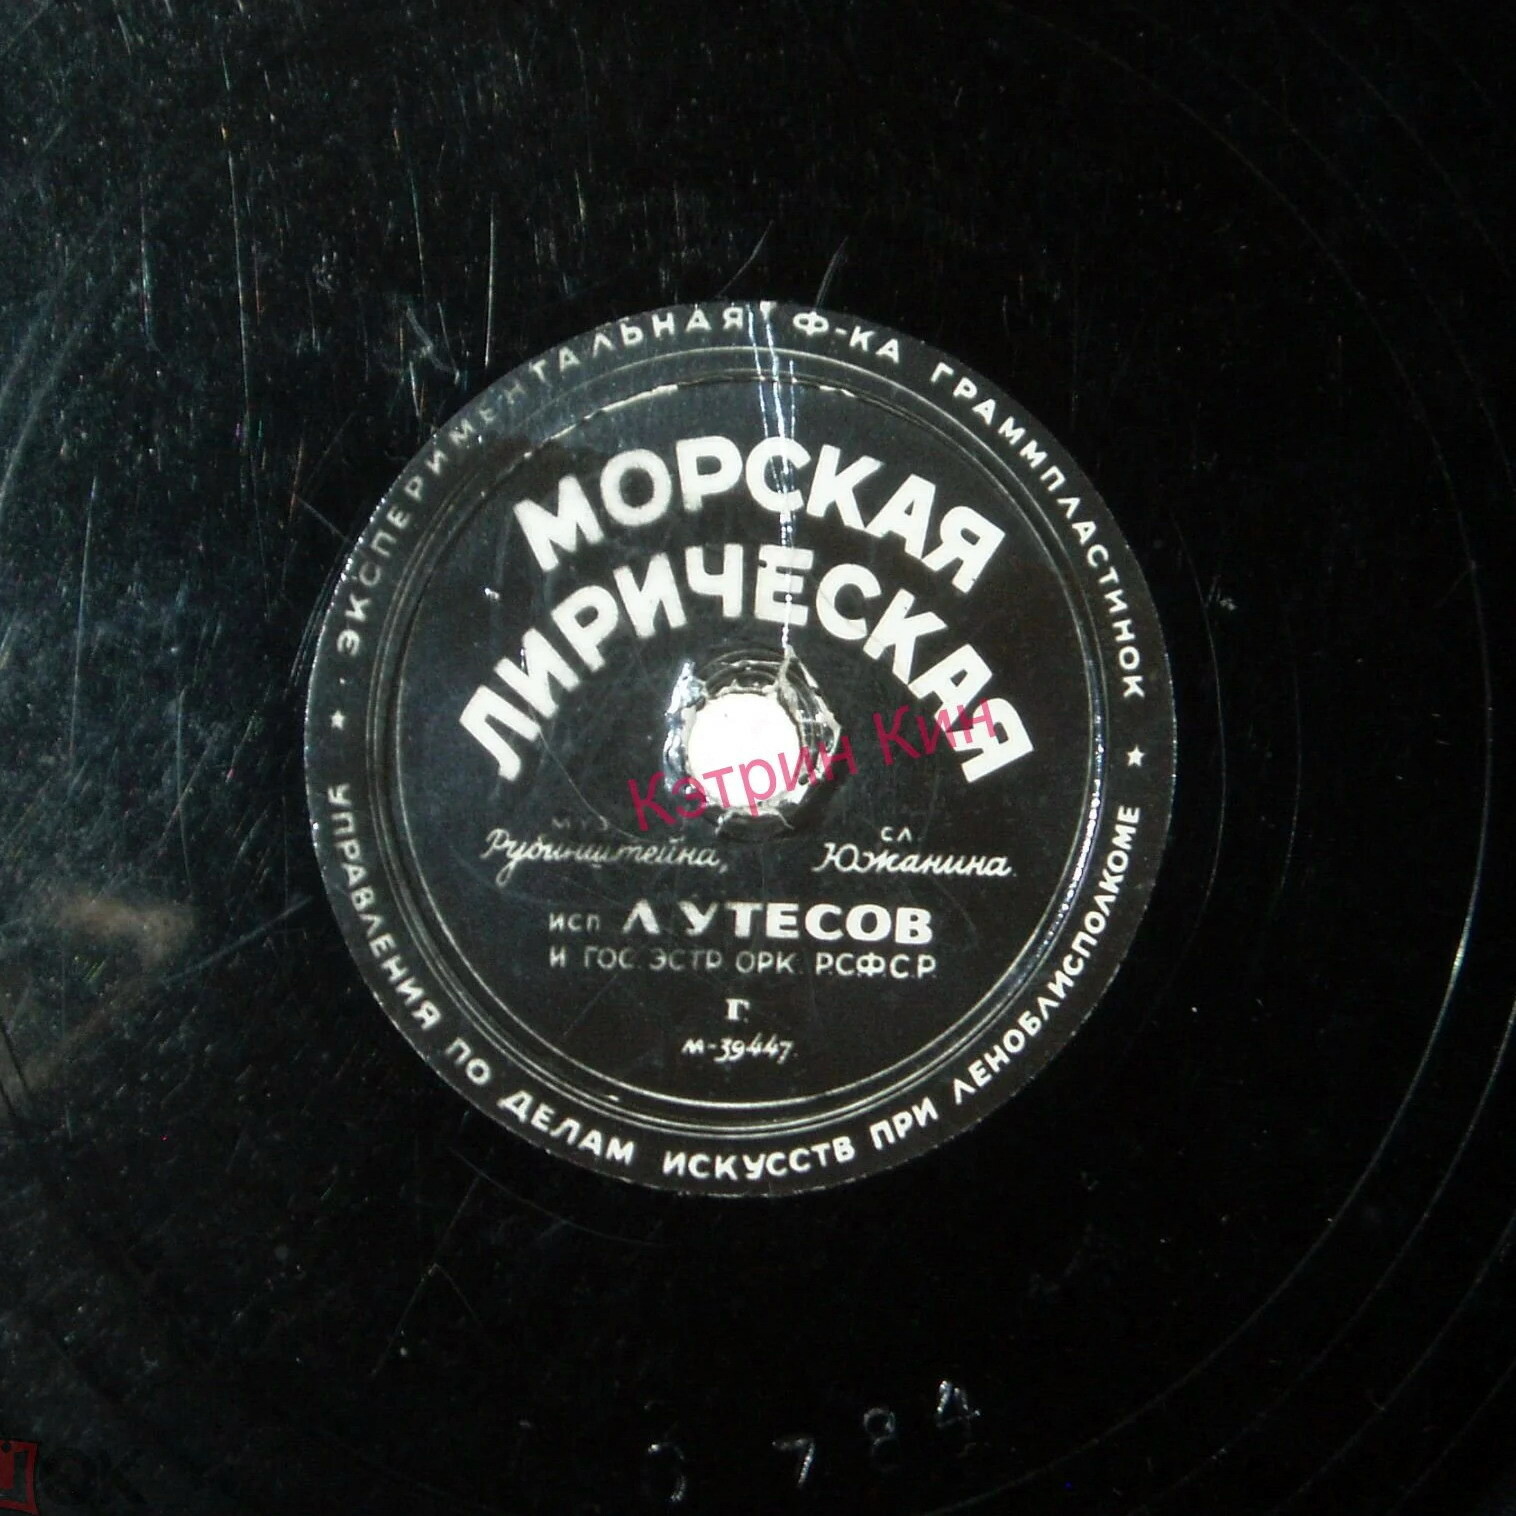 ЭКСПЕРИМЕНТАЛЬНАЯ Ф-КА ГРАММПЛАСТИНОК
МОРСКАЯ
ЛИРИЧЕСКАЯ
Кэтрин Кин
МУЗ. СЛ.
Рубинштейна, Южанина.
ИСП. Л. УТЕСОВ
И ГОС. ЭСТР. ОРК. Р.С.Ф.С.Р.
Г.
М-39447.
УПРАВЛЕНИЯ ПО ДЕЛАМ ИСКУССТВ ПРИ ЛЕНОБЛИСПОЛКОМЕ
784